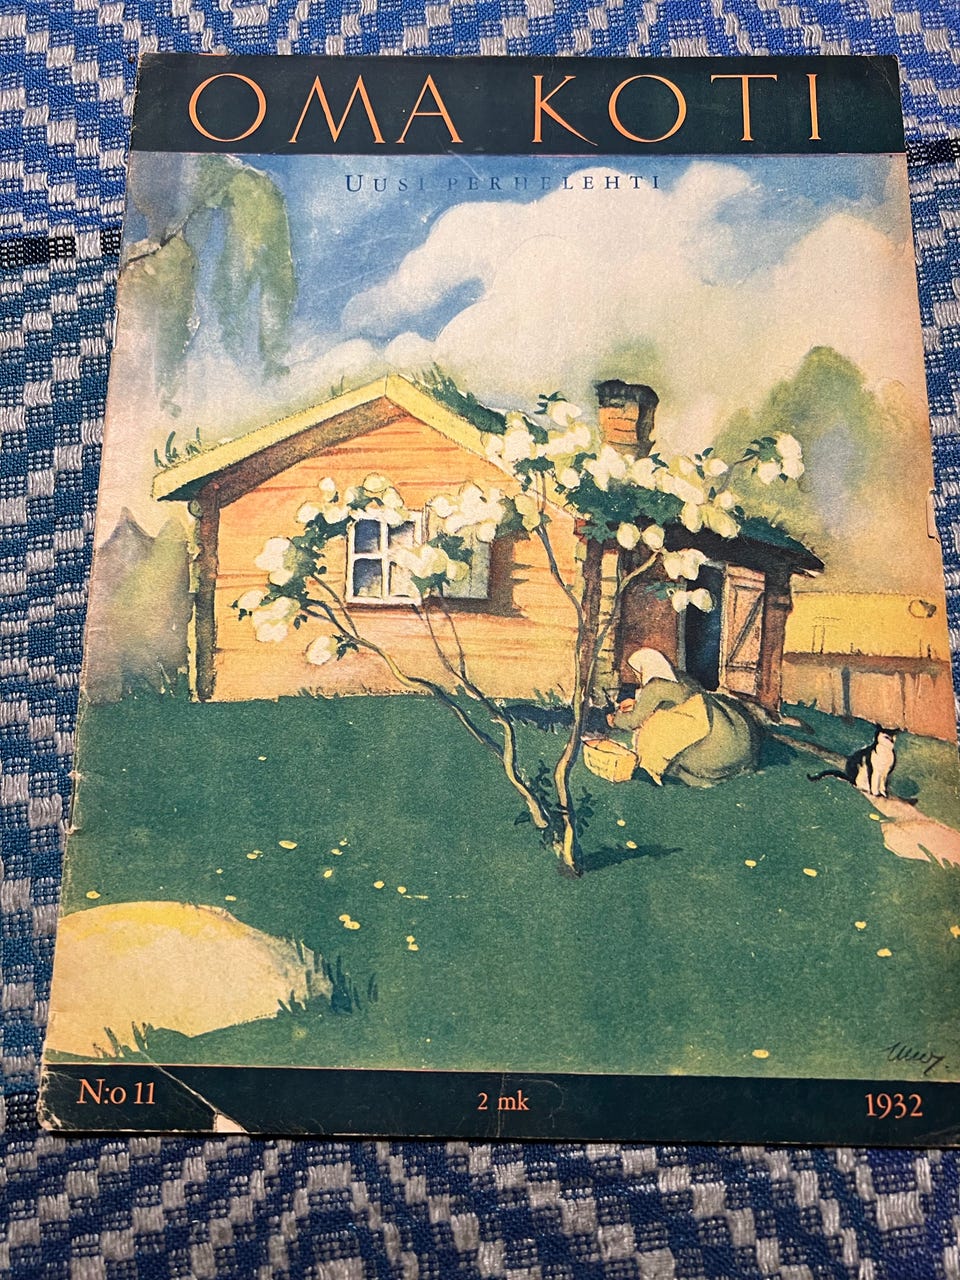 OMA KOTI
UUSI PERHELEHTI
N:o 11
2 mk
1932